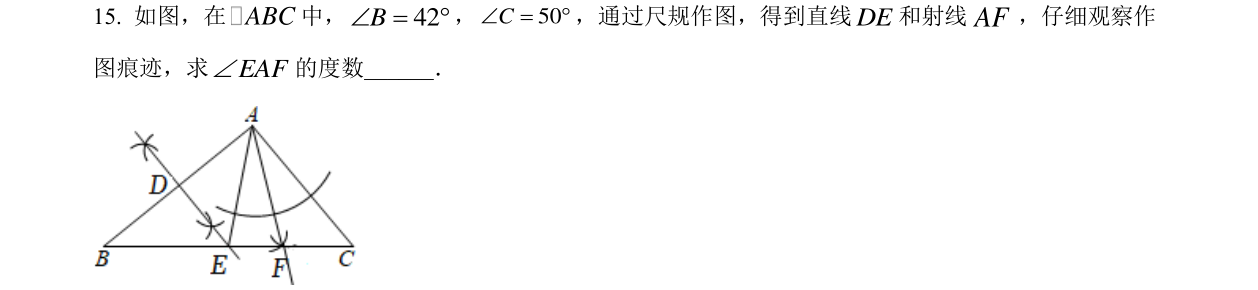 15. 如图，在□ABC 中，∠B = 42°，∠C = 50°，通过尺规作图，得到直线 DE 和射线 AF ，仔细观察作
图痕迹，求∠EAF 的度数______．
A
D
B
E
F
C